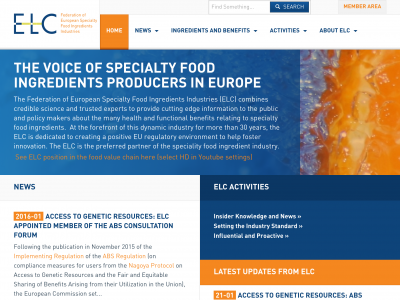 ELC
Federation of
European Specialty
Food Ingredients
Industries
Find Something...
SEARCH
MEMBER AREA
HOME
NEWS
INGREDIENTS AND BENEFITS
ACTIVITIES
ABOUT ELC
THE VOICE OF SPECIALTY FOOD
INGREDIENTS PRODUCERS IN EUROPE
The Federation of European Specialty Food Ingredients Industries (ELC) combines
credible science and trusted experts to provide cutting edge information to the public
and policy makers about the many health and functional benefits relating to specialty
food ingredients. At the forefront of this dynamic industry for more than 30 years, the
ELC is dedicated to creating a positive EU regulatory environment to help foster
innovation. The ELC is the preferred partner of the specialty food ingredient industry.
See ELC position in the food value chain here (select HD in Youtube settings)
NEWS
2016-01 ACCESS TO GENETIC RESOURCES: ELC
APPOINTED MEMBER OF THE ABS CONSULTATION
FORUM
Following the publication in November 2015 of the
Implementing Regulation of the ABS Regulation (on
compliance measures for users from the Nagoya Protocol on
Access to Genetic Resources and the Fair and Equitable
Sharing of Benefits Arising from their Utilization in the Union),
the European Commission set...
ELC ACTIVITIES
Insider Knowledge and News »
Setting the Industry Standard »
Influential and Proactive »
LATEST UPDATES FROM ELC
21-01 ACCESS TO GENETIC RESOURCES: ABS